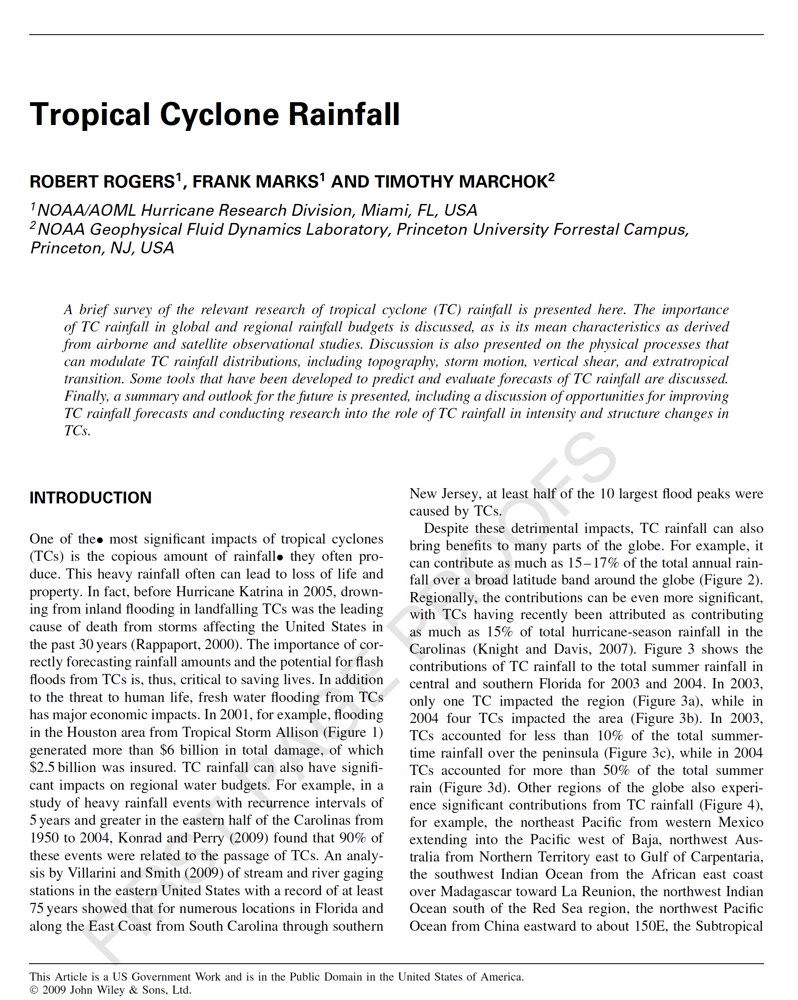 Tropical Cyclone Rainfall
ROBERT ROGERS1, FRANK MARKS1 AND TIMOTHY MARCHOK2
1NOAA/AOML Hurricane Research Division, Miami, FL, USA
2NOAA Geophysical Fluid Dynamics Laboratory, Princeton University Forrestal Campus,
Princeton, NJ, USA
A brief survey of the relevant research of tropical cyclone (TC) rainfall is presented here. The importance
of TC rainfall in global and regional rainfall budgets is discussed, as is its mean characteristics as derived
from airborne and satellite observational studies. Discussion is also presented on the physical processes that
can modulate TC rainfall distributions, including topography, storm motion, vertical shear, and extratropical
transition. Some tools that have been developed to predict and evaluate forecasts of TC rainfall are discussed.
Finally, a summary and outlook for the future is presented, including a discussion of opportunities for improving
TC rainfall forecasts and conducting research into the role of TC rainfall in intensity and structure changes in
TCs.
INTRODUCTION
One of the● most significant impacts of tropical cyclones
(TCs) is the copious amount of rainfall● they often pro-
duce. This heavy rainfall often can lead to loss of life and
property. In fact, before Hurricane Katrina in 2005, drown-
ing from inland flooding in landfalling TCs was the leading
cause of death from storms affecting the United States in
the past 30 years (Rappaport, 2000). The importance of cor-
rectly forecasting rainfall amounts and the potential for flash
floods from TCs is, thus, critical to saving lives. In addition
to the threat to human life, fresh water flooding from TCs
has major economic impacts. In 2001, for example, flooding
in the Houston area from Tropical Storm Allison (Figure 1)
generated more than $6 billion in total damage, of which
$2.5 billion was insured. TC rainfall can also have signifi-
cant impacts on regional water budgets. For example, in a
study of heavy rainfall events with recurrence intervals of
5 years and greater in the eastern half of the Carolinas from
1950 to 2004, Konrad and Perry (2009) found that 90% of
these events were related to the passage of TCs. An analy-
sis by Villarini and Smith (2009) of stream and river gaging
stations in the eastern United States with a record of at least
75 years showed that for numerous locations in Florida and
along the East Coast from South Carolina through southern
New Jersey, at least half of the 10 largest flood peaks were
caused by TCs.
Despite these detrimental impacts, TC rainfall can also
bring benefits to many parts of the globe. For example, it
can contribute as much as 15–17% of the total annual rain-
fall over a broad latitude band around the globe (Figure 2).
Regionally, the contributions can be even more significant,
with TCs having recently been attributed as contributing
as much as 15% of total hurricane-season rainfall in the
Carolinas (Knight and Davis, 2007). Figure 3 shows the
contributions of TC rainfall to the total summer rainfall in
central and southern Florida for 2003 and 2004. In 2003,
only one TC impacted the region (Figure 3a), while in
2004 four TCs impacted the area (Figure 3b). In 2003,
TCs accounted for less than 10% of the total summer-
time rainfall over the peninsula (Figure 3c), while in 2004
TCs accounted for more than 50% of the total summer
rain (Figure 3d). Other regions of the globe also experi-
ence significant contributions from TC rainfall (Figure 4),
for example, the northeast Pacific from western Mexico
extending into the Pacific west of Baja, northwest Aus-
tralia from Northern Territory east to Gulf of Carpentaria,
the southwest Indian Ocean from the African east coast
over Madagascar toward La Reunion, the northwest Indian
Ocean south of the Red Sea region, the northwest Pacific
Ocean from China eastward to about 150E, the Subtropical
This Article is a US Government Work and is in the Public Domain in the United States of America.
© 2009 John Wiley & Sons, Ltd.
FIRST PAGE PROOFS